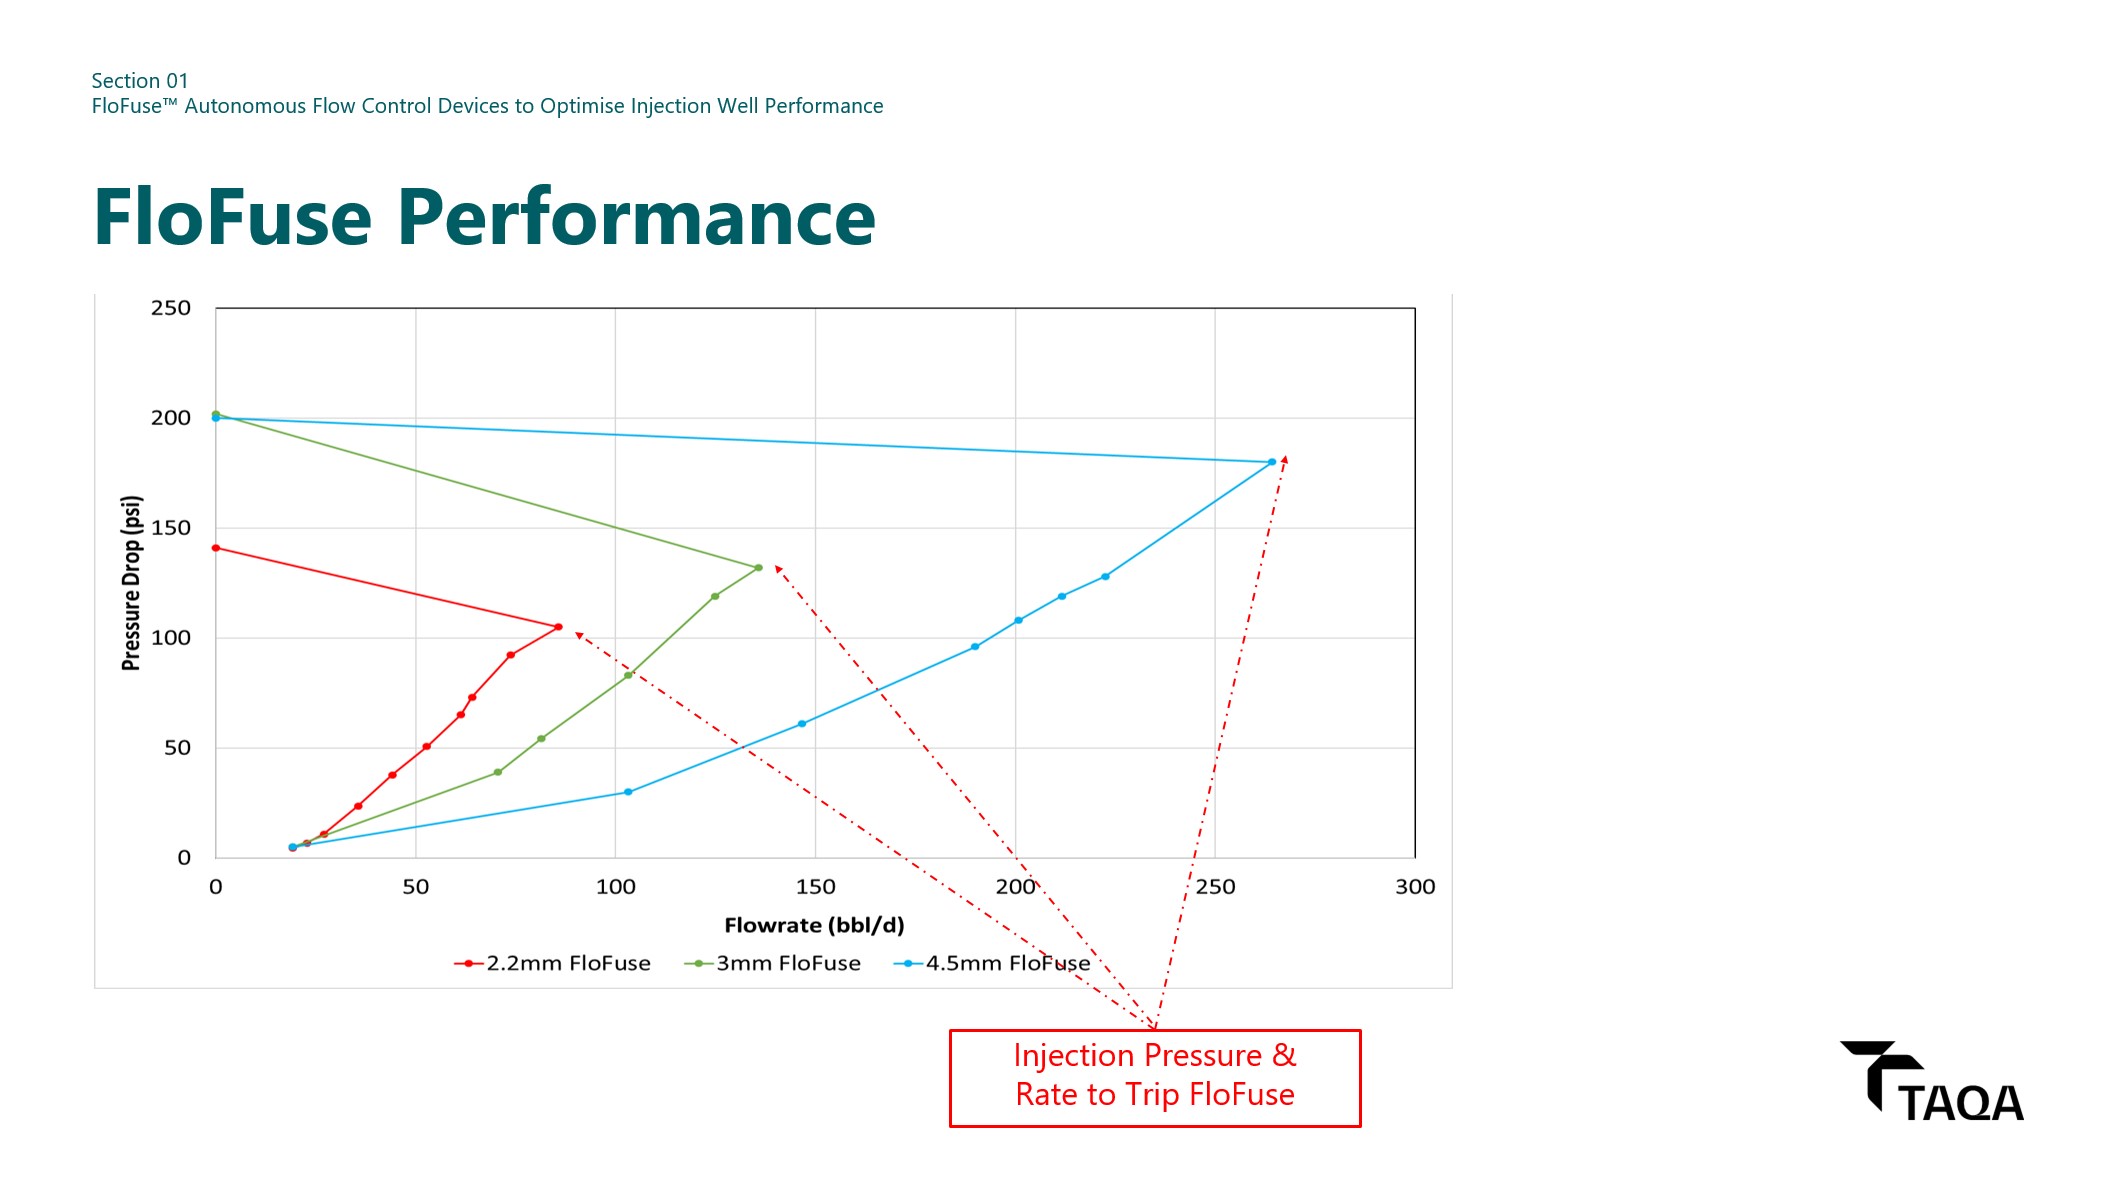 Section 01
FloFuse™ Autonomous Flow Control Devices to Optimise Injection Well Performance
FloFuse Performance
250
200
150
100
50
0
Pressure Drop (psi)
0 50 100 150 200 250 300
Flowrate (bbl/d)
2.2mm FloFuse 3mm FloFuse 4.5mm FloFuse
Injection Pressure &
Rate to Trip FloFuse
TAQA